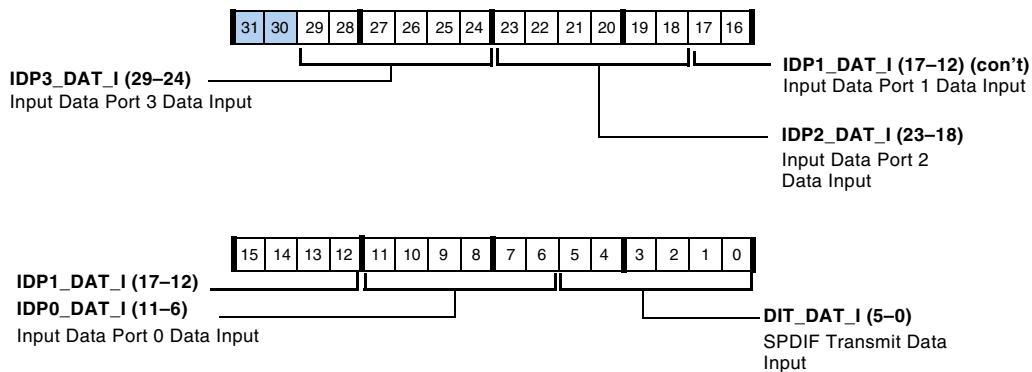 31 30 29 28 27 26 25 24 23 22 21 20 19 18 17 16
IDP3_DAT_I (29–24)
Input Data Port 3 Data Input
IDP1_DAT_I (17–12) (con't)
Input Data Port 1 Data Input
IDP2_DAT_I (23–18)
Input Data Port 2
Data Input
15 14 13 12 11 10 9 8 7 6 5 4 3 2 1 0
IDP1_DAT_I (17–12)
IDP0_DAT_I (11–6)
Input Data Port 0 Data Input
DIT_DAT_I (5–0)
SPDIF Transmit Data
Input